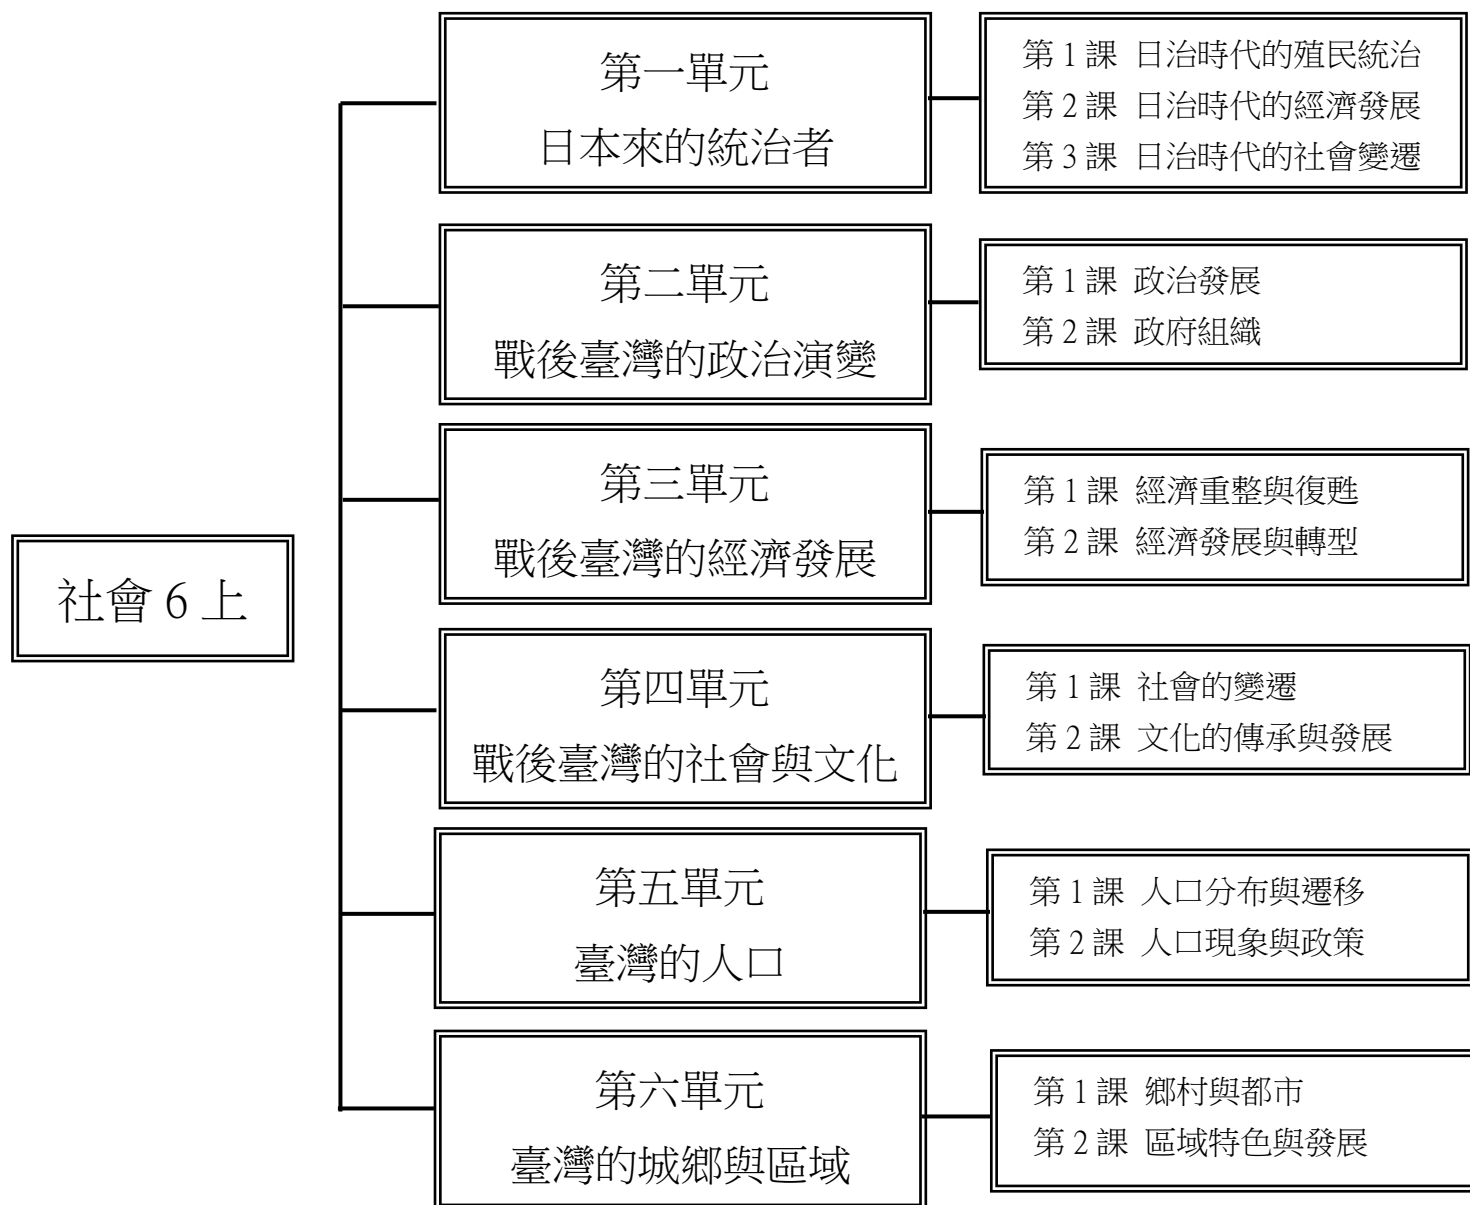 社會 6 上
第一單元
日本來的統治者
第 1 課 日治時代的殖民統治
第 2 課 日治時代的經濟發展
第 3 課 日治時代的社會變遷
第二單元
戰後臺灣的政治演變
第 1 課 政治發展
第 2 課 政府組織
第三單元
戰後臺灣的經濟發展
第 1 課 經濟重整與復甦
第 2 課 經濟發展與轉型
第四單元
戰後臺灣的社會與文化
第 1 課 社會的變遷
第 2 課 文化的傳承與發展
第五單元
臺灣的人口
第 1 課 人口分布與遷移
第 2 課 人口現象與政策
第六單元
臺灣的城鄉與區域
第 1 課 鄉村與都市
第 2 課 區域特色與發展